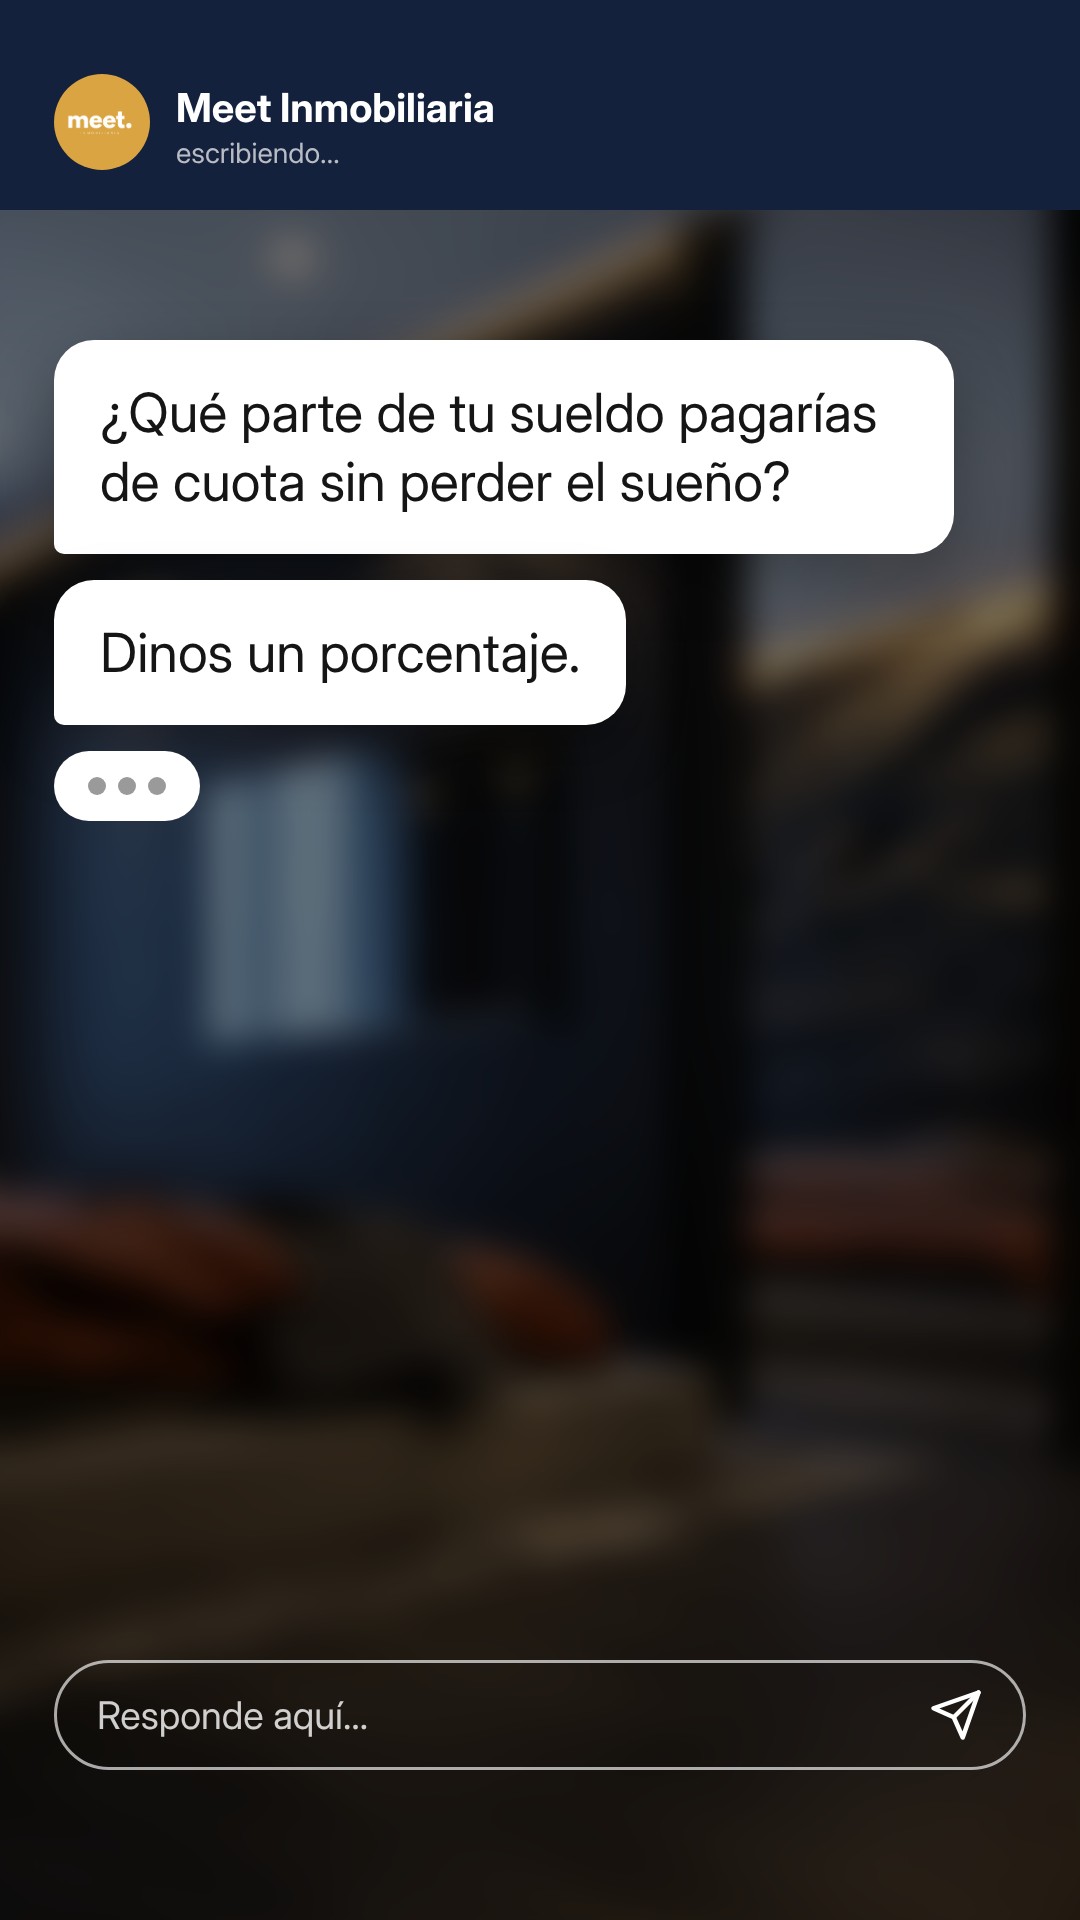 meet.
Meet Inmobiliaria
escribiendo...
¿Qué parte de tu sueldo pagarías
de cuota sin perder el sueño?
Dinos un porcentaje.
Responde aquí...